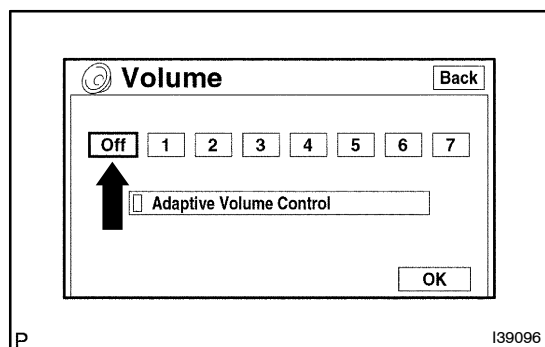 Volume Back
Off 1 2 3 4 5 6 7
Adaptive Volume Control
OK
P I39096